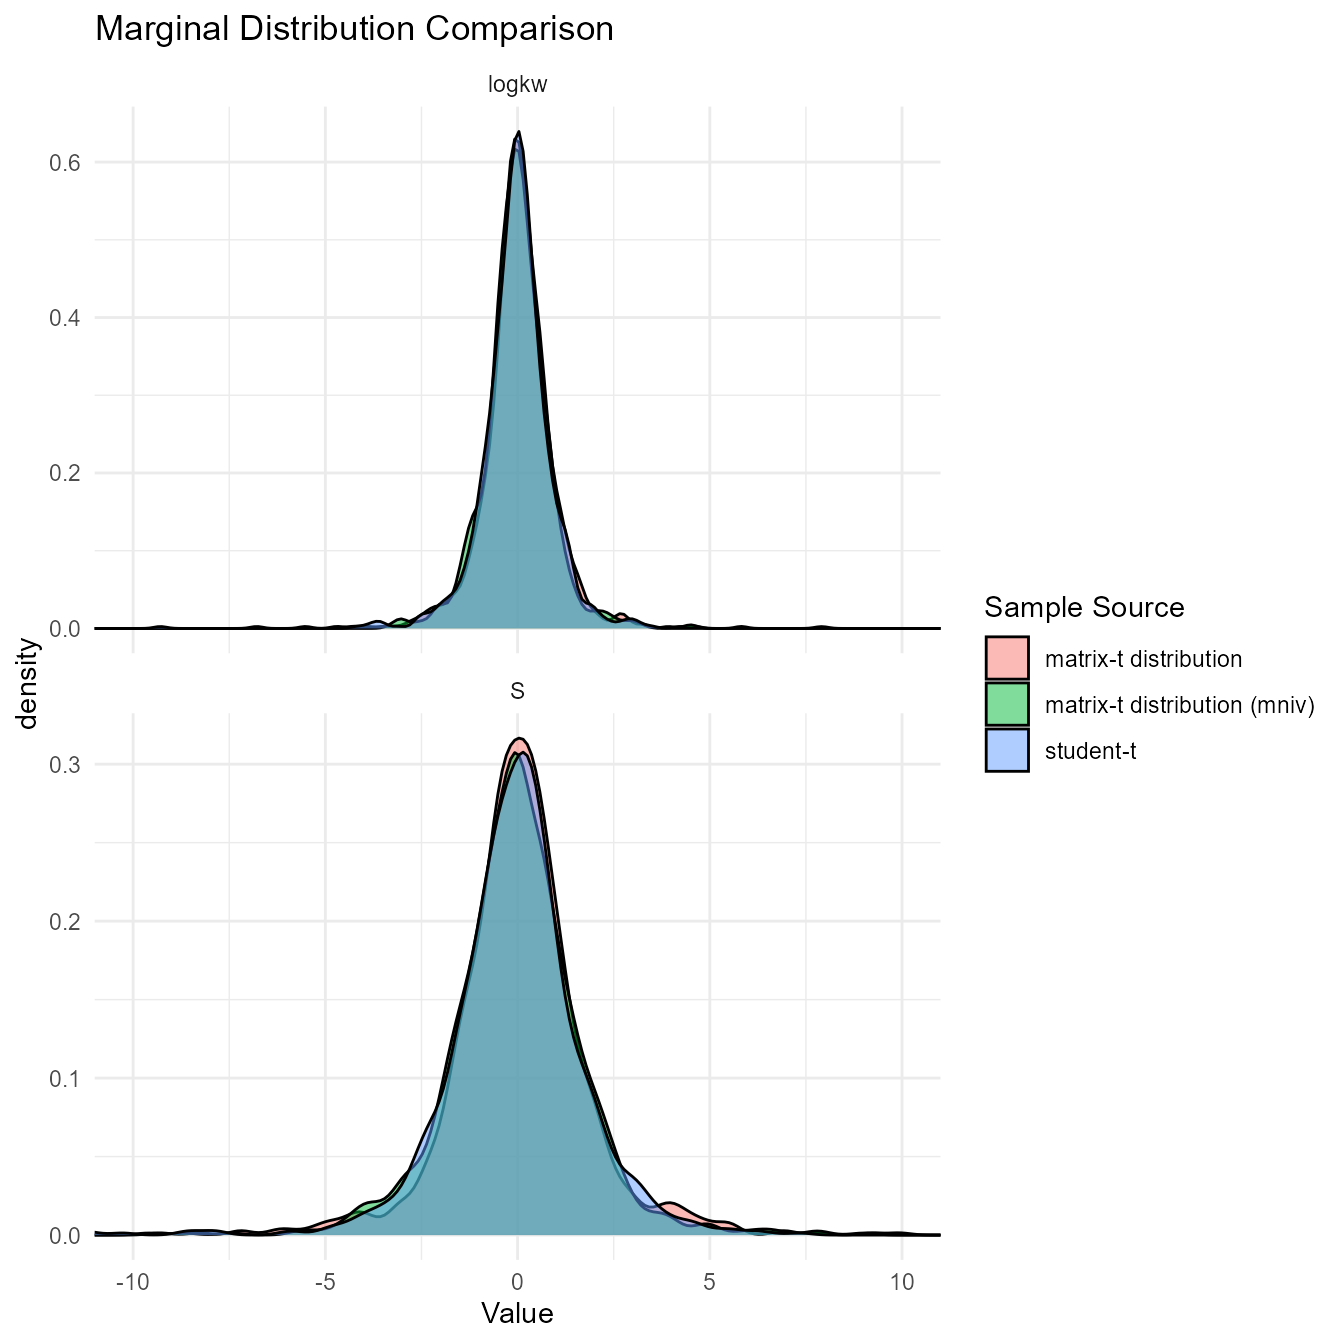 Marginal Distribution Comparison
logkw
0.6
0.4
0.2
0.0
density
S
0.3
0.2
0.1
0.0
-10 -5 0 5 10
Value
Sample Source
matrix-t distribution
matrix-t distribution (mniv)
student-t